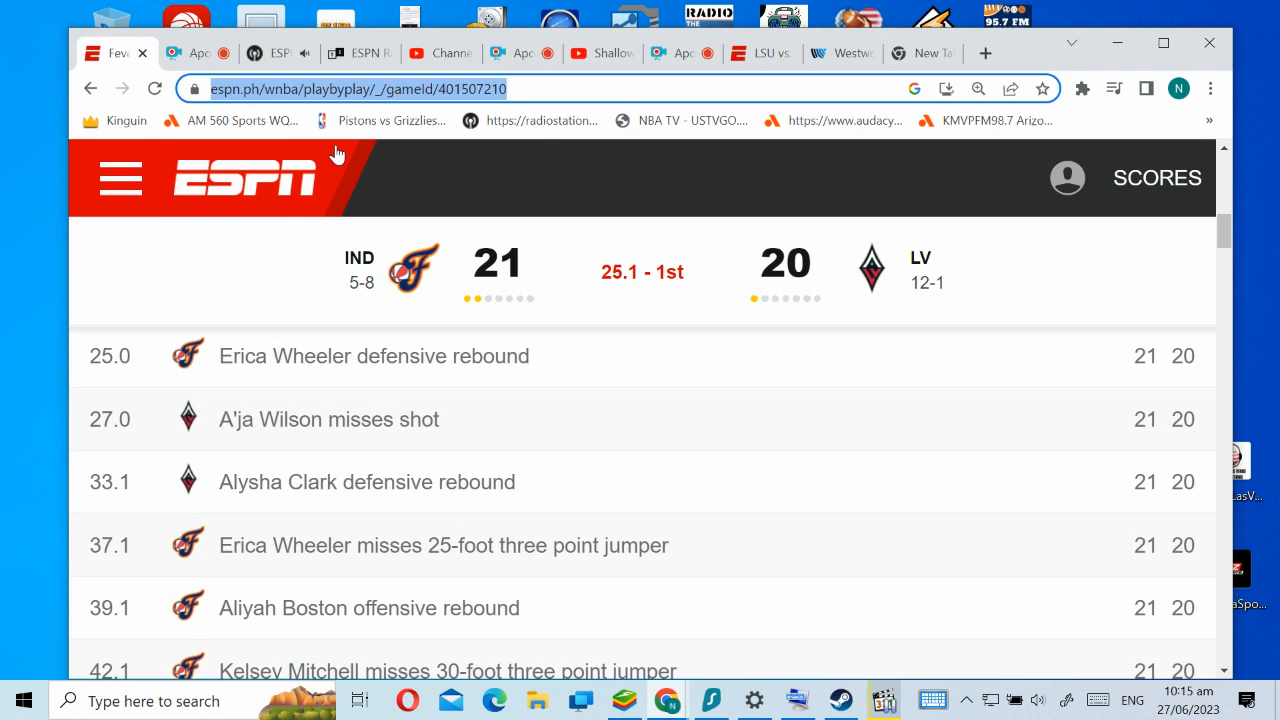 RADIO
THE
95.7 FM
Feve
Apo
ESP
ESPN R
Channe
Apo
Shallow
Apo
LSU vs.
Westwo
New Ta
espn.ph/wnba/playbyplay/_/gameId/401507210
N
Kinguin
AM 560 Sports WQ...
Pistons vs Grizzlies...
https://radiostation...
NBA TV - USTVGO....
https://www.audacy...
KMVPFM98.7 Arizo...
»
ESPN
SCORES
IND
5-8
21
25.1 - 1st
20
LV
12-1
25.0 Erica Wheeler defensive rebound 21 20
27.0 A'ja Wilson misses shot 21 20
33.1 Alysha Clark defensive rebound 21 20
37.1 Erica Wheeler misses 25-foot three point jumper 21 20
39.1 Aliyah Boston offensive rebound 21 20
42.1 Kelsey Mitchell misses 30-foot three point jumper 21 20
LasV...
aSpo...
Type here to search
ENG
10:15 am
27/06/2023